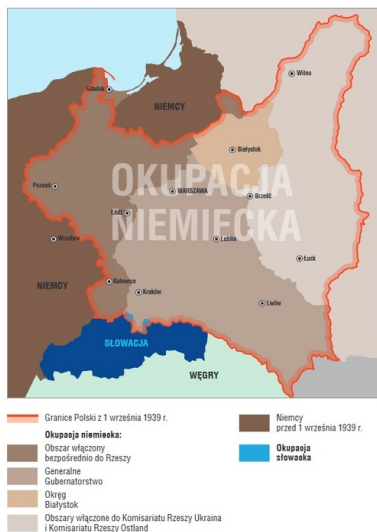 Gdańsk
Wilno
NIEMCY
Białystok
OKUPACJA
NIEMIECKA
Poznań
WARSZAWA
Brześć
Łódź
Wrocław
Lublin
Łuck
NIEMCY
Katowice
Kraków
Lwów
SŁOWACJA
WĘGRY
Granice Polski z 1 września 1939 r.
Okupacja niemiecka:
Obszar włączony
bezpośrednio do Rzeszy
Generalne
Gubernatorstwo
Okręg
Białystok
Obszary włączone do Komisariatu Rzeszy Ukraina
i Komisariatu Rzeszy Ostland
Niemcy
przed 1 września 1939 r.
Okupacja
słowacka